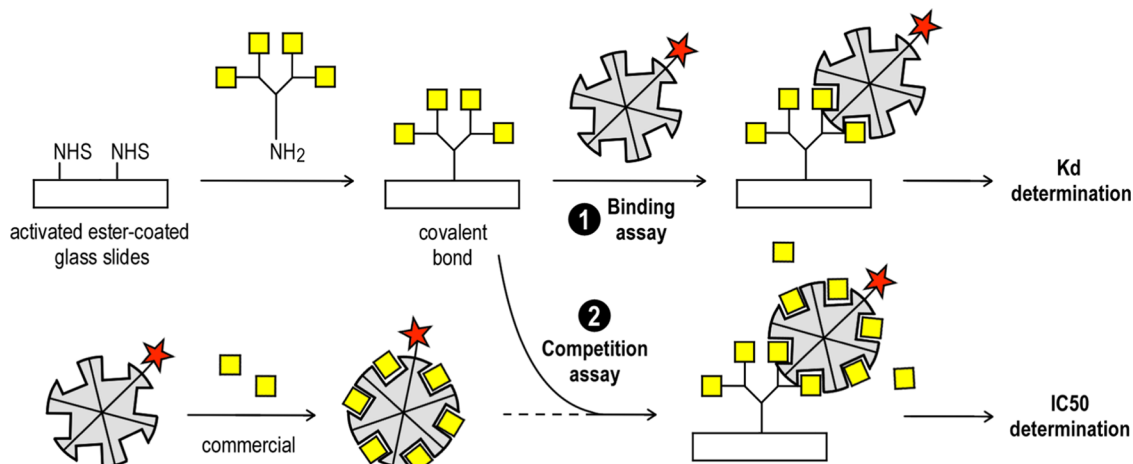 NHS NHS
NH2
activated ester-coated
glass slides
covalent
bond
1 Binding
assay
Kd
determination
2
Competition
assay
commercial
IC50
determination